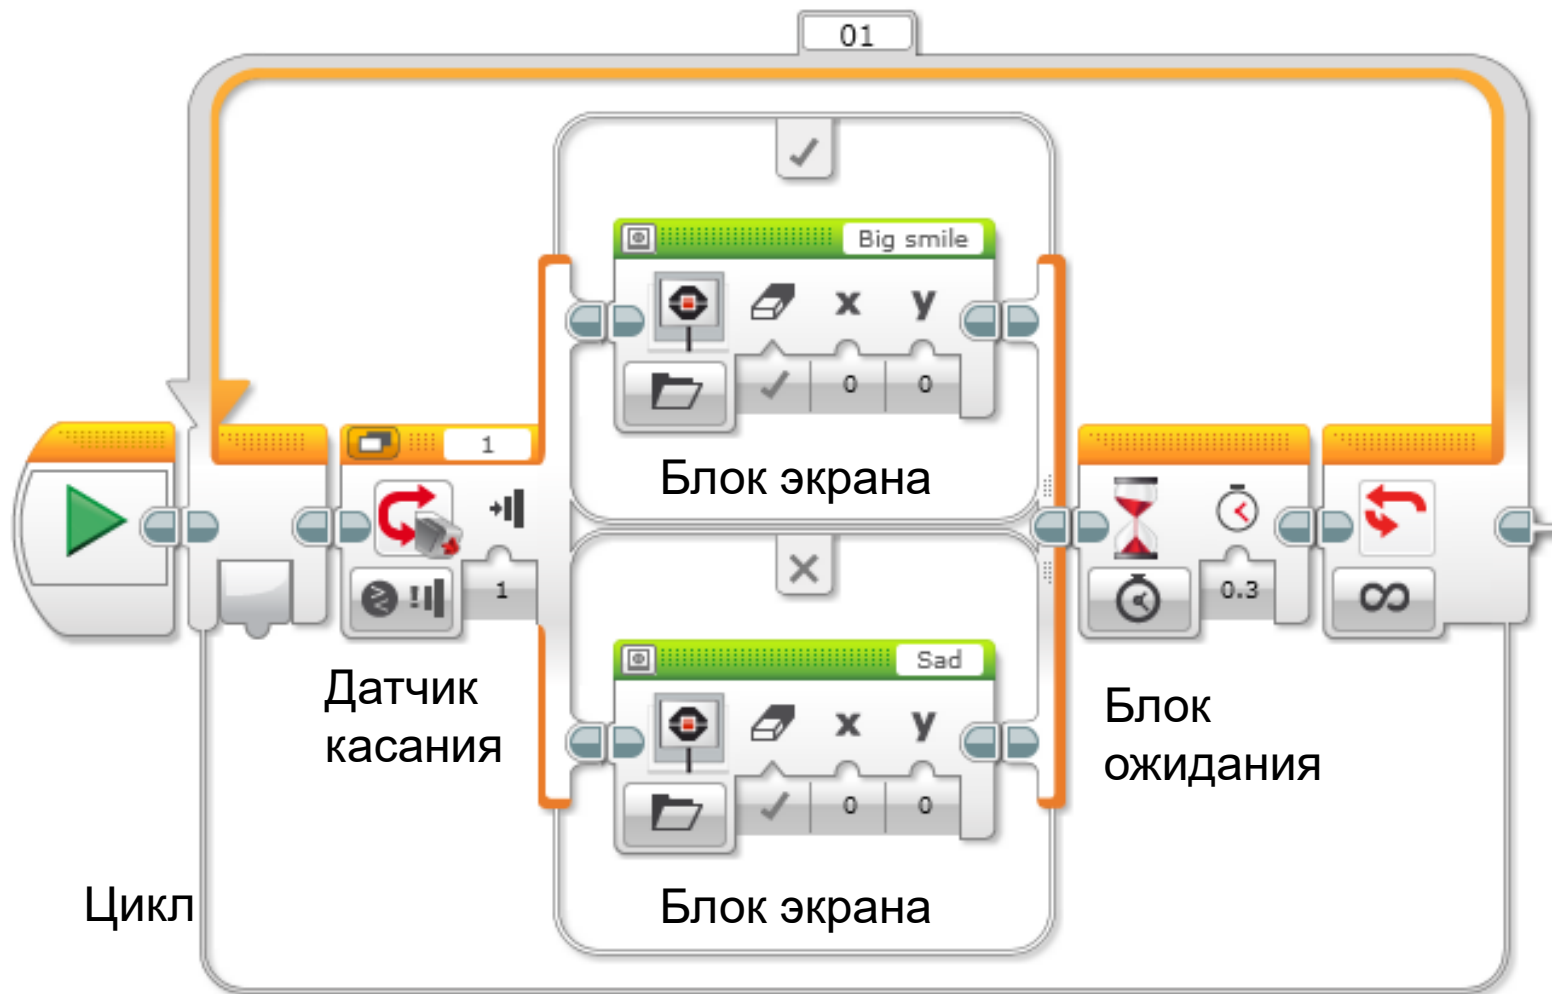 01
Big smile
x y
0 0
Блок экрана
1
1
0.3
Sad
x y
0 0
Датчик
касания
Блок
ожидания
Цикл
Блок экрана